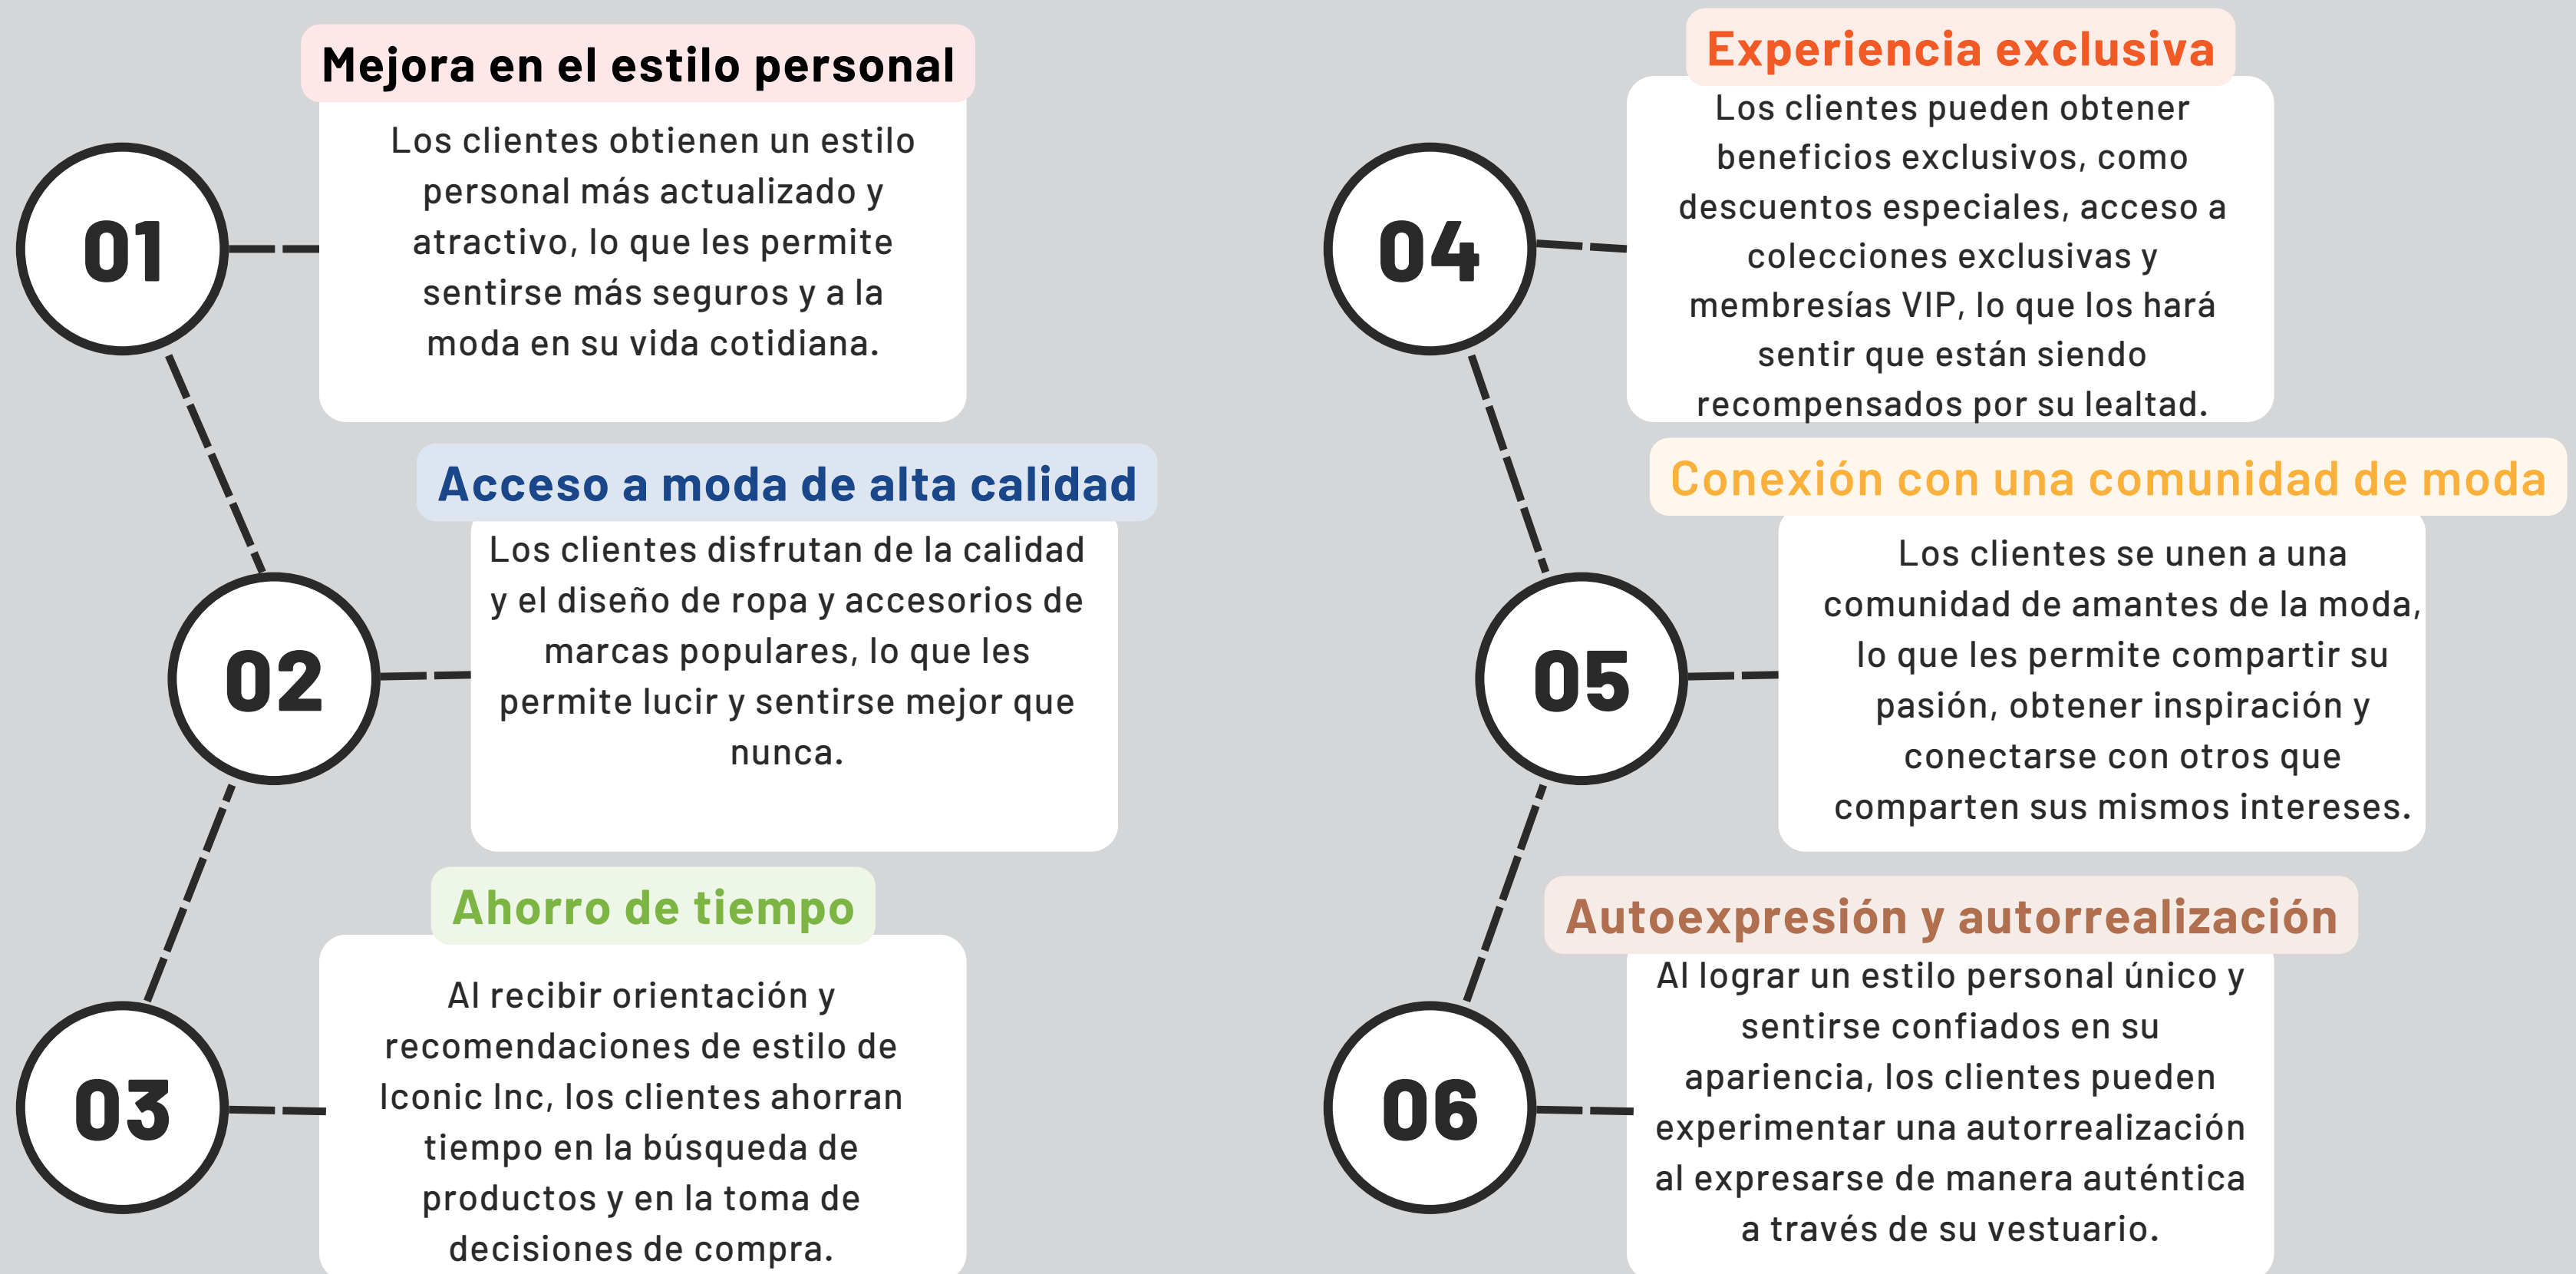 01
Mejora en el estilo personal
Los clientes obtienen un estilo
personal más actualizado y
atractivo, lo que les permite
sentirse más seguros y a la
moda en su vida cotidiana.
02
Acceso a moda de alta calidad
Los clientes disfrutan de la calidad
y el diseño de ropa y accesorios de
marcas populares, lo que les
permite lucir y sentirse mejor que
nunca.
03
Ahorro de tiempo
Al recibir orientación y
recomendaciones de estilo de
Iconic Inc, los clientes ahorran
tiempo en la búsqueda de
productos y en la toma de
decisiones de compra.
04
Experiencia exclusiva
Los clientes pueden obtener
beneficios exclusivos, como
descuentos especiales, acceso a
colecciones exclusivas y
membresías VIP, lo que los hará
sentir que están siendo
recompensados por su lealtad.
05
Conexión con una comunidad de moda
Los clientes se unen a una
comunidad de amantes de la moda,
lo que les permite compartir su
pasión, obtener inspiración y
conectarse con otros que
comparten sus mismos intereses.
06
Autoexpresión y autorrealización
Al lograr un estilo personal único y
sentirse confiados en su
apariencia, los clientes pueden
experimentar una autorrealización
al expresarse de manera auténtica
a través de su vestuario.